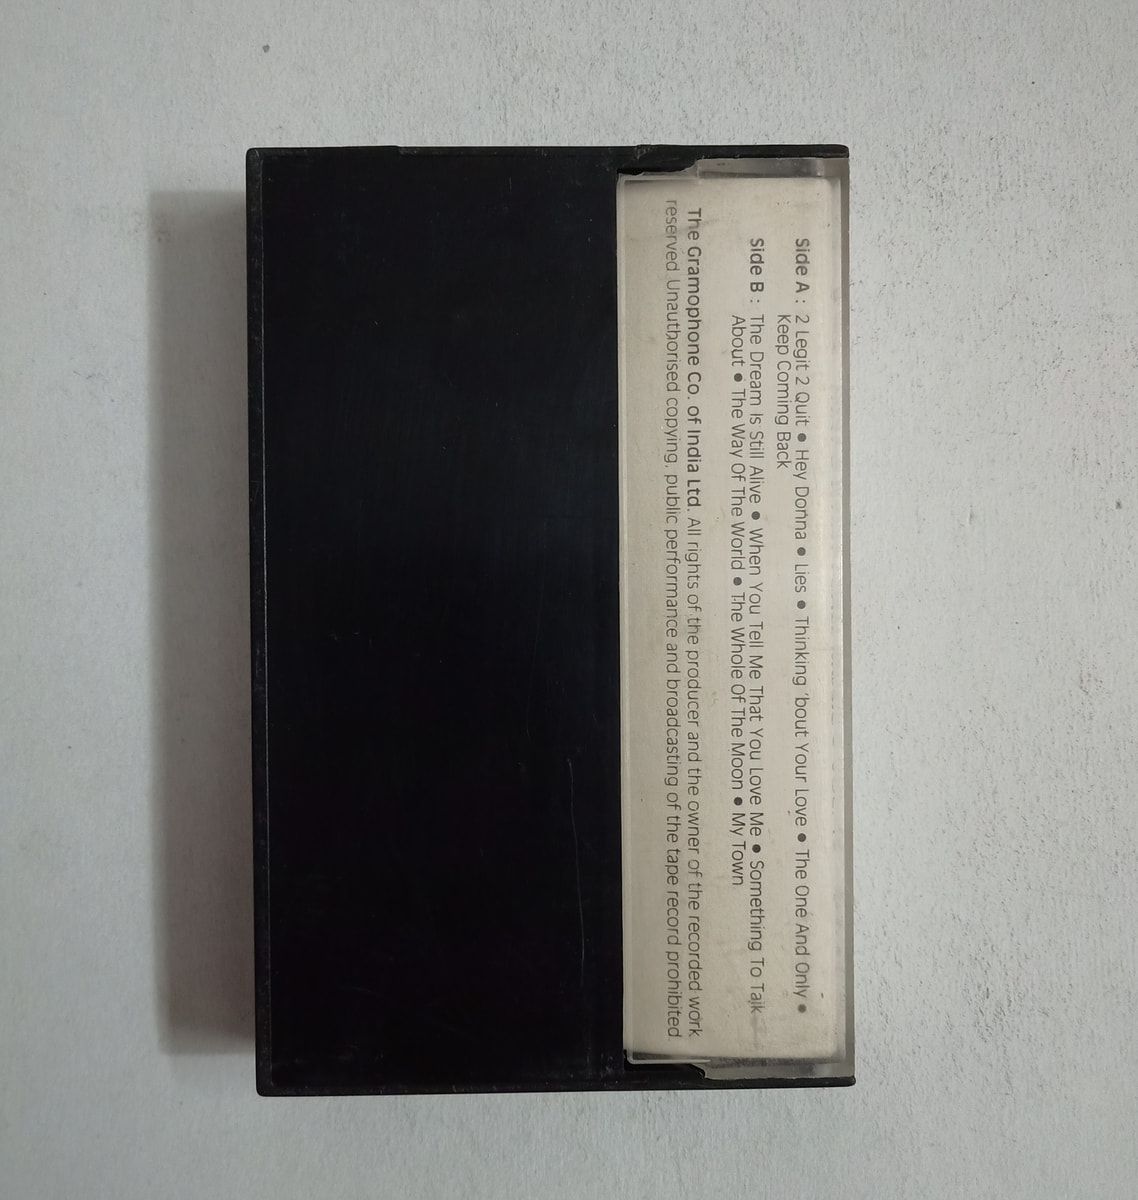 Side A : 2 Legit 2 Quit • Hey Donna • Lies • Thinking 'bout Your Love • The One And Only •
Keep Coming Back
Side B : The Dream Is Still Alive • When You Tell Me That You Love Me • Something To Talk
About • The Way Of The World • The Whole Of The Moon • My Town
The Gramophone Co. of India Ltd. All rights of the producer and the owner of the recorded work
reserved Unauthorised copying, public performance and broadcasting of the tape record prohibited